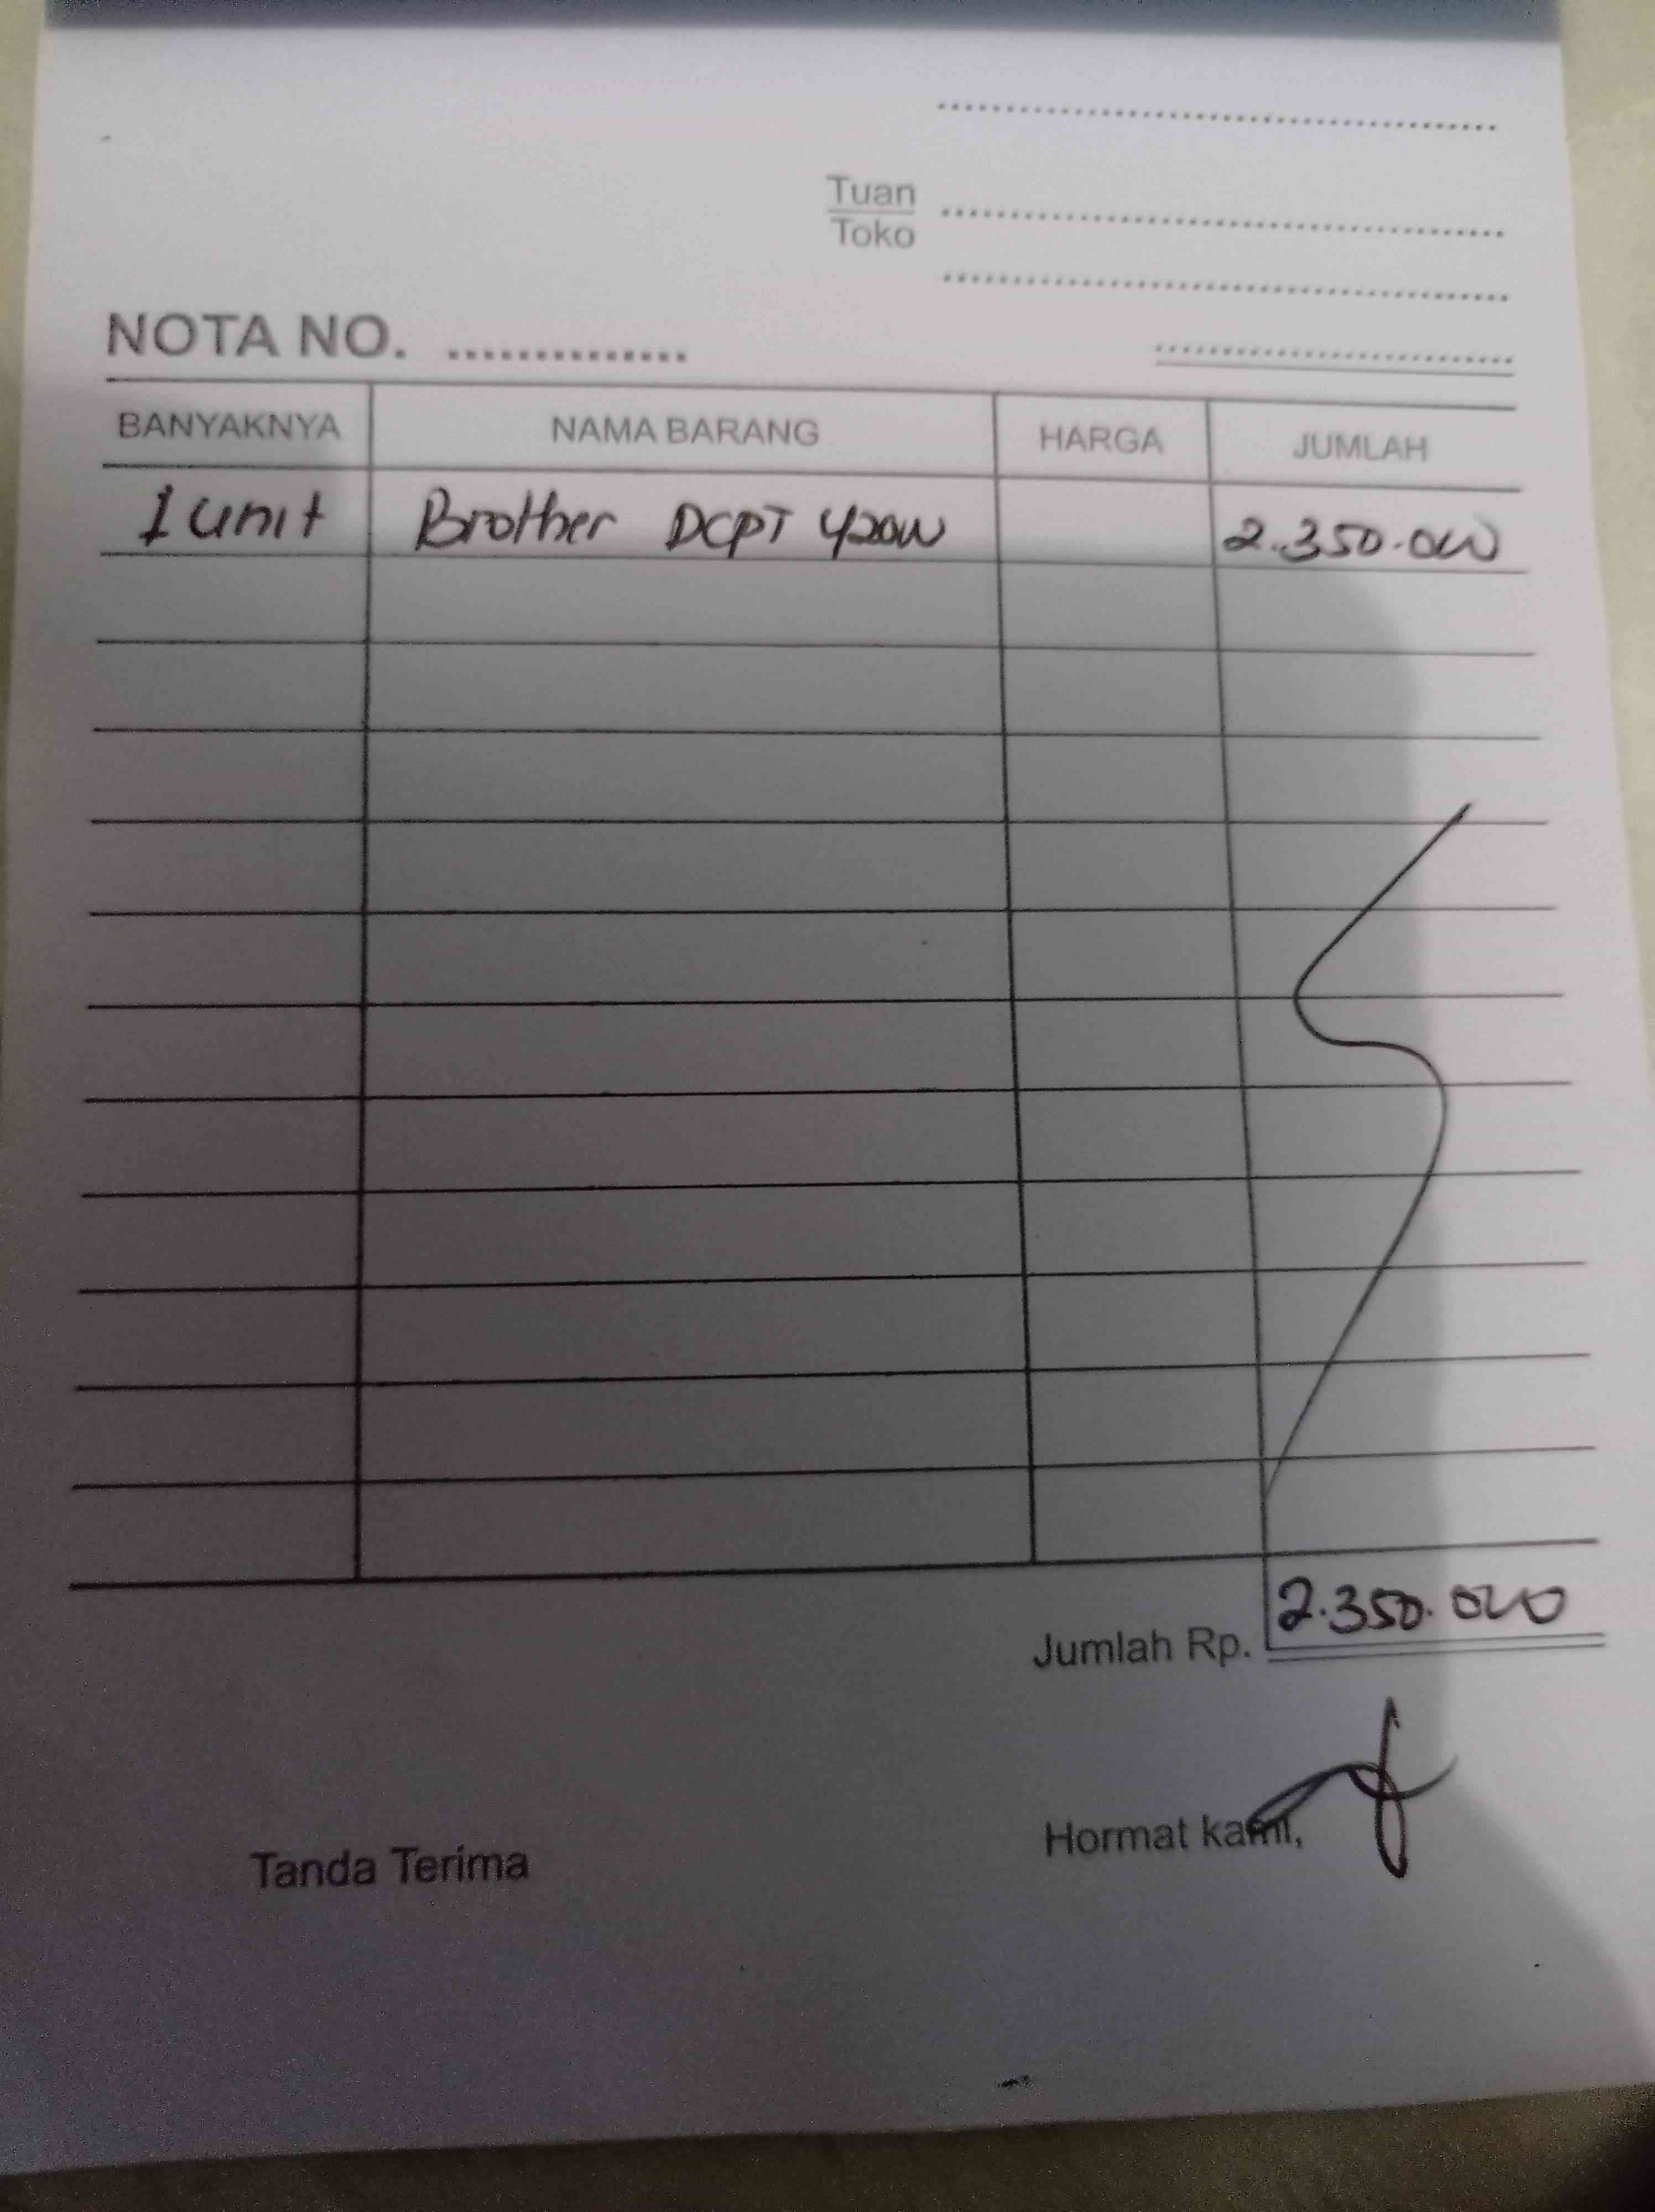 Tuan
Toko
NOTA NO. ...............
BANYAKNYA NAMA BARANG HARGA JUMLAH
1 unit Brother DCPT 420W 2.350.000
Jumlah Rp. 2.350.000
Tanda Terima Hormat kami,